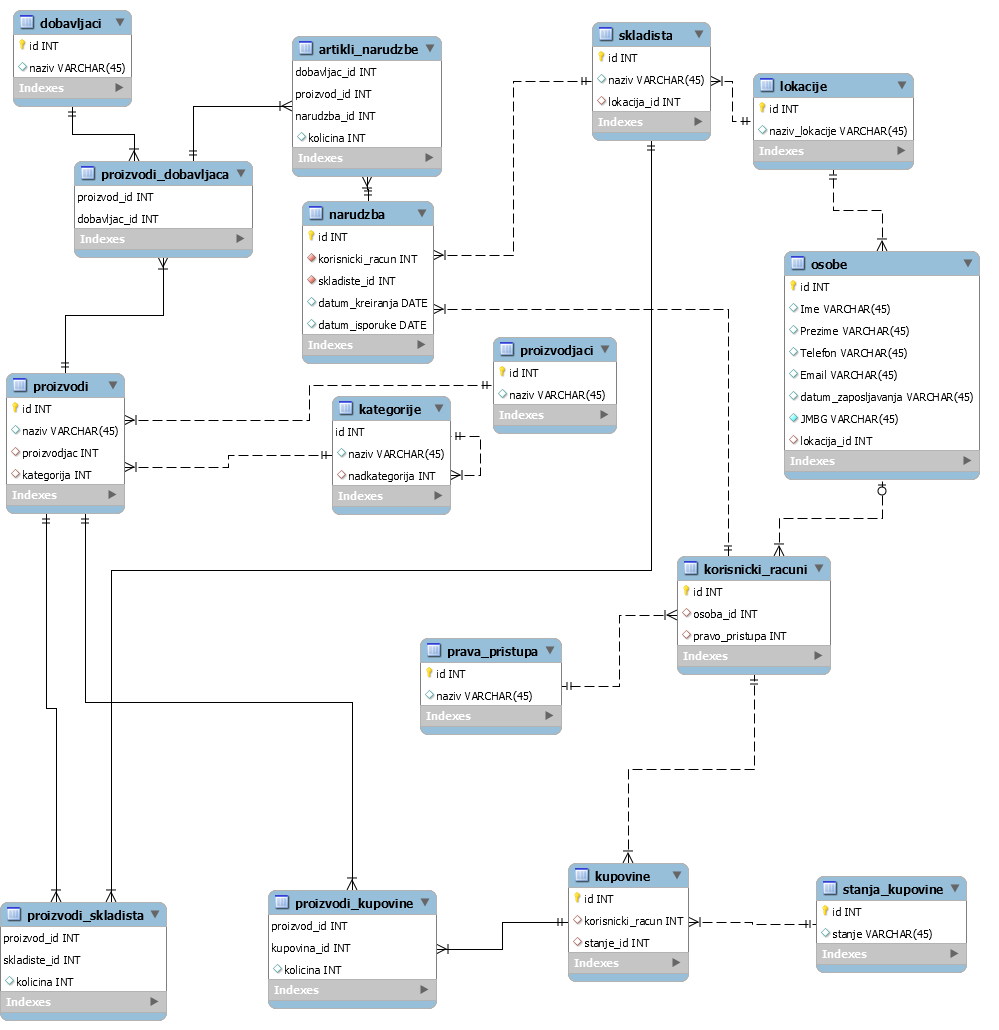 dobavljaci
id INT
naziv VARCHAR(45)
Indexes
artikli_narudzbe
dobavljac_id INT
proizvod_id INT
narudzba_id INT
kolicina INT
Indexes
skladista
id INT
naziv VARCHAR(45)
lokacija_id INT
Indexes
lokacije
id INT
naziv_lokacije VARCHAR(45)
Indexes
proizvodi_dobavljaca
proizvod_id INT
dobavljac_id INT
Indexes
narudzba
id INT
korisnicki_racun INT
skladiste_id INT
datum_kreiranja DATE
datum_isporuke DATE
Indexes
osobe
id INT
Ime VARCHAR(45)
Prezime VARCHAR(45)
Telefon VARCHAR(45)
Email VARCHAR(45)
datum_zaposljavanja VARCHAR(45)
JMBG VARCHAR(45)
lokacija_id INT
Indexes
proizvodjaci
id INT
naziv VARCHAR(45)
Indexes
proizvodi
id INT
naziv VARCHAR(45)
proizvodjac INT
kategorija INT
Indexes
kategorije
id INT
naziv VARCHAR(45)
nadkategorija INT
Indexes
korisnicki_racuni
id INT
osoba_id INT
pravo_pristupa INT
Indexes
prava_pristupa
id INT
naziv VARCHAR(45)
Indexes
proizvodi_skladista
proizvod_id INT
skladiste_id INT
kolicina INT
Indexes
proizvodi_kupovine
proizvod_id INT
kupovina_id INT
kolicina INT
Indexes
kupovine
id INT
korisnicki_racun INT
stanje_id INT
Indexes
stanja_kupovine
id INT
stanje VARCHAR(45)
Indexes